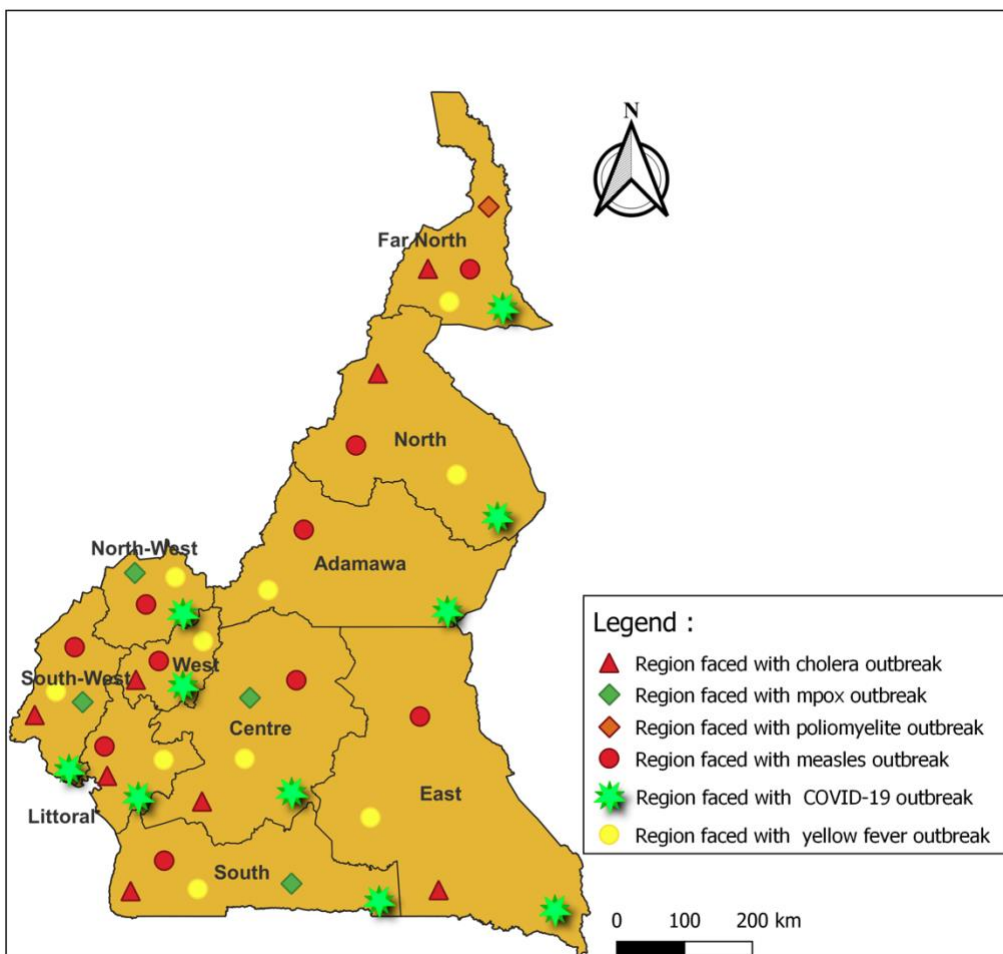 N
Far North
North
Adamawa
North-West
West
South-West
Centre
East
Littoral
South
Legend :
Region faced with cholera outbreak
Region faced with mpox outbreak
Region faced with poliomyelite outbreak
Region faced with measles outbreak
Region faced with COVID-19 outbreak
Region faced with yellow fever outbreak
0 100 200 km